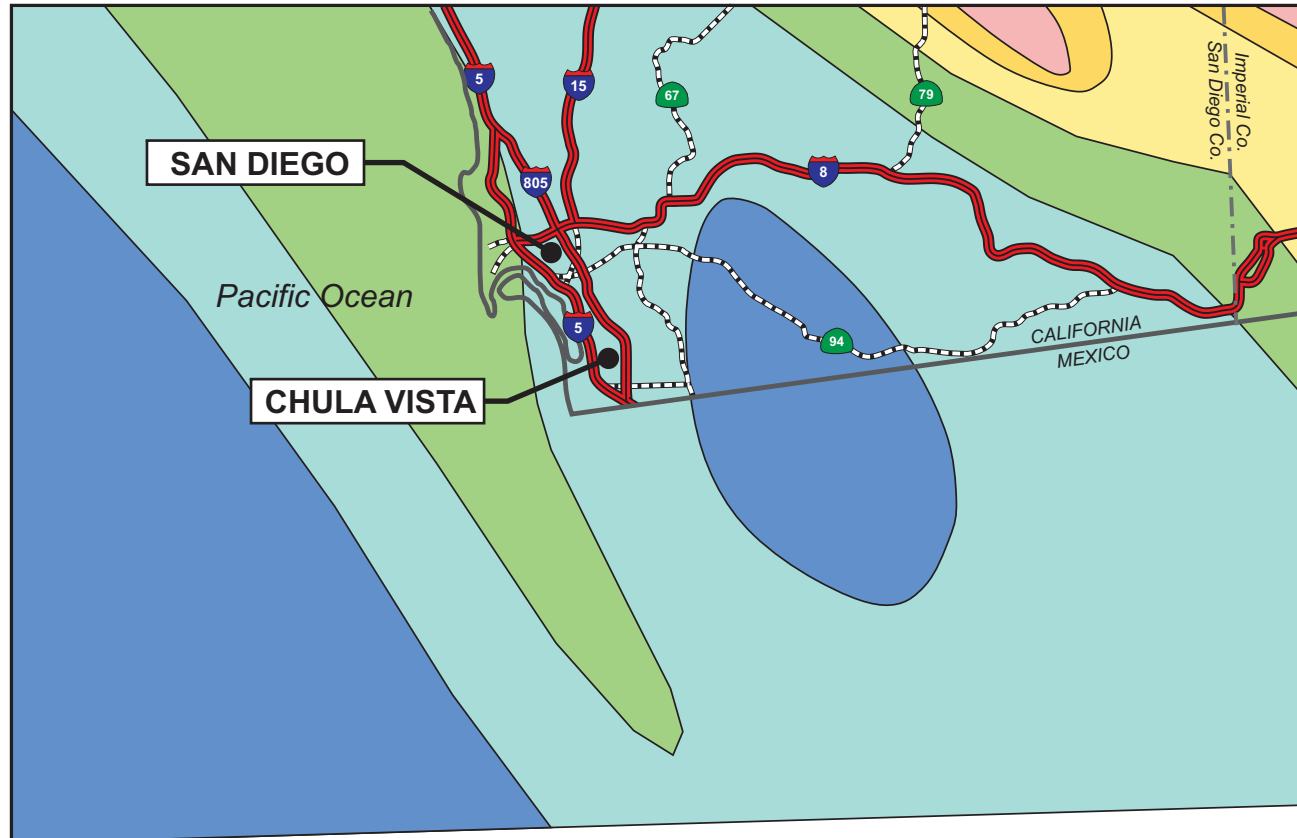 5
15
67
79
Imperial Co.
San Diego Co.
SAN DIEGO
805
8
Pacific Ocean
5
94
CALIFORNIA
MEXICO
CHULA VISTA